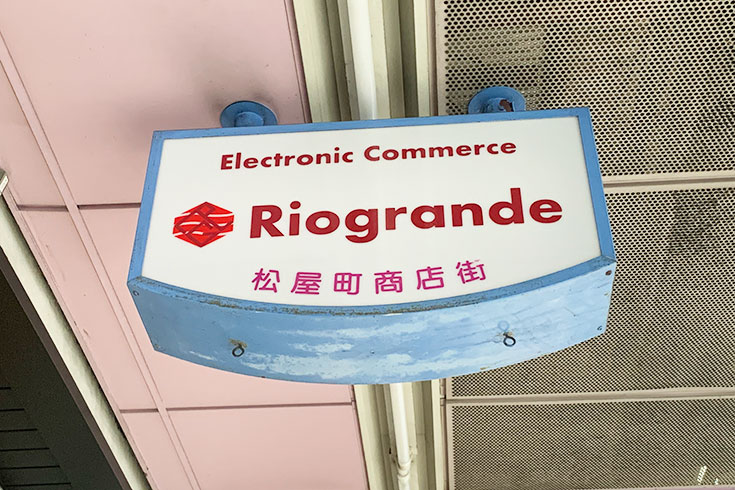 Electronic Commerce
Riogrande
松屋町商店街